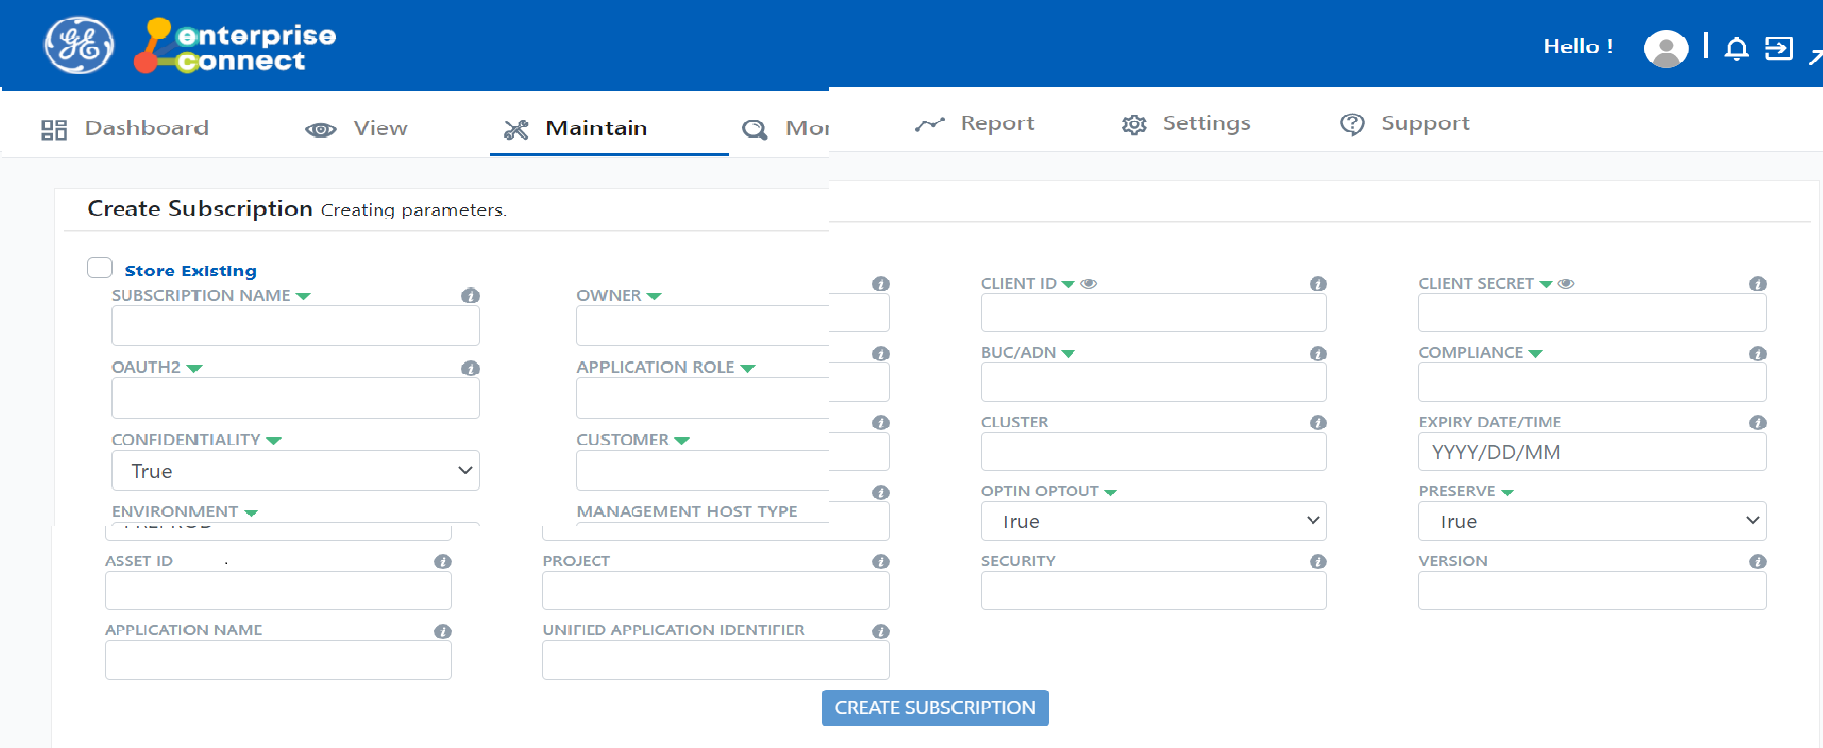 enterprise
connect
Hello !
Dashboard View Maintain Mor Report Settings Support
Create Subscription Creating parameters.
Store Existing
SUBSCRIPTION NAME OWNER CLIENT ID CLIENT SECRET
OAUTH2 APPLICATION ROLE BUC/ADN COMPLIANCE
CONFIDENTIALITY CUSTOMER CLUSTER EXPIRY DATE/TIME
True YYYY/DD/MM
ENVIRONMENT MANAGEMENT HOST TYPE OPTIN OPTOUT PRESERVE
PREPROD True True
ASSET ID PROJECT SECURITY VERSION
APPLICATION NAME UNIFIED APPLICATION IDENTIFIER
CREATE SUBSCRIPTION